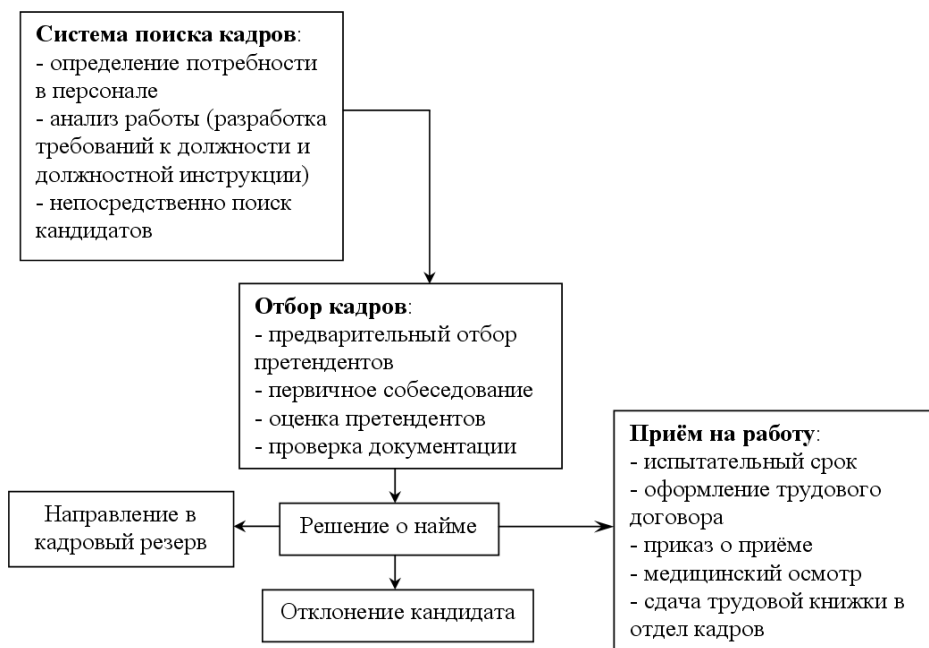 Система поиска кадров:
- определение потребности
в персонале
- анализ работы (разработка
требований к должности и
должностной инструкции)
- непосредственно поиск
кандидатов
Отбор кадров:
- предварительный отбор
претендентов
- первичное собеседование
- оценка претендентов
- проверка документации
Направление в
кадровый резерв
Решение о найме
Отклонение кандидата
Приём на работу:
- испытательный срок
- оформление трудового
договора
- приказ о приёме
- медицинский осмотр
- сдача трудовой книжки в
отдел кадров